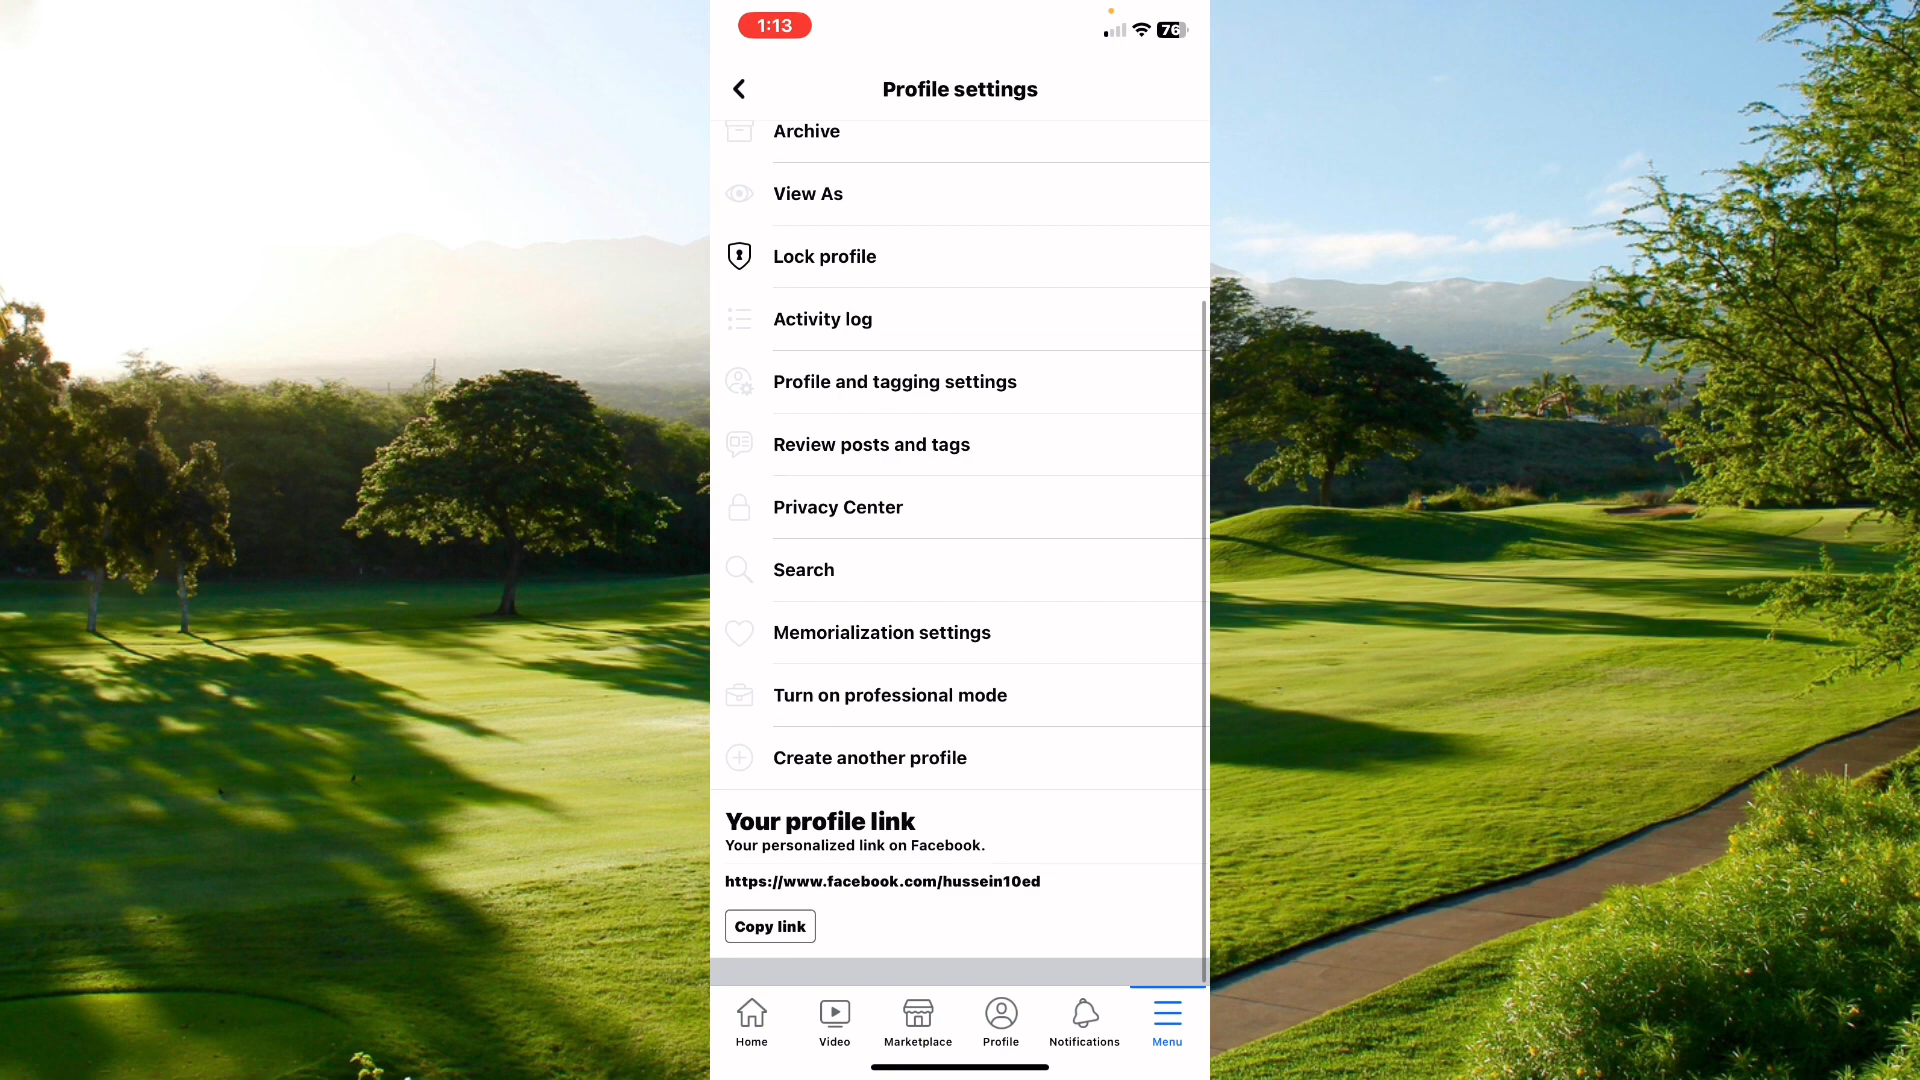 1:13
76
Profile settings
Archive
View As
Lock profile
Activity log
Profile and tagging settings
Review posts and tags
Privacy Center
Search
Memorialization settings
Turn on professional mode
Create another profile
Your profile link
Your personalized link on Facebook.
https://www.facebook.com/hussein10ed
Copy link
Home Video Marketplace Profile Notifications Menu